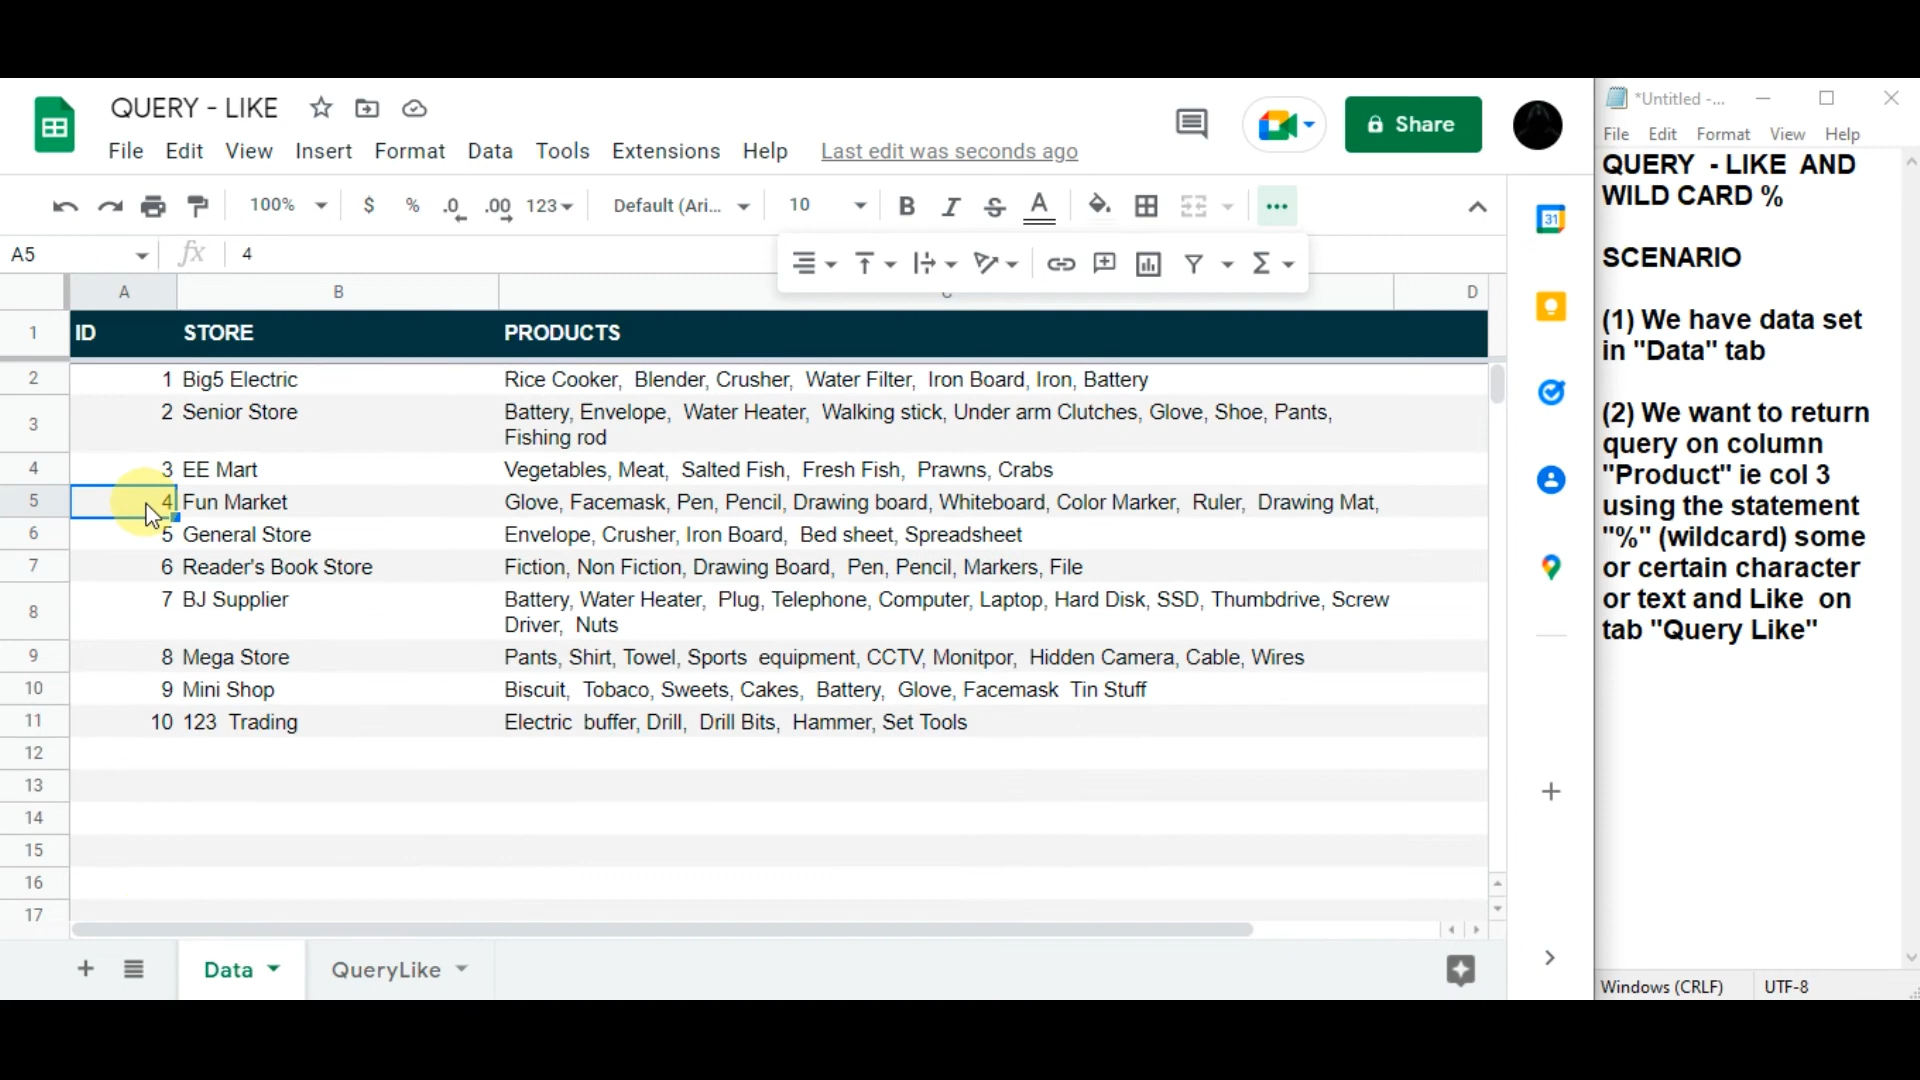 QUERY - LIKE
File Edit View Insert Format Data Tools Extensions Help Last edit was seconds ago
Share
100% $ % .0 .00 123 Default (Ari... 10 B I S A
A5 fx 4
A B D
1 ID STORE PRODUCTS
2 1 Big5 Electric Rice Cooker, Blender, Crusher, Water Filter, Iron Board, Iron, Battery
3 2 Senior Store Battery, Envelope, Water Heater, Walking stick, Under arm Clutches, Glove, Shoe, Pants,
Fishing rod
4 3 EE Mart Vegetables, Meat, Salted Fish, Fresh Fish, Prawns, Crabs
5 4 Fun Market Glove, Facemask, Pen, Pencil, Drawing board, Whiteboard, Color Marker, Ruler, Drawing Mat,
6 5 General Store Envelope, Crusher, Iron Board, Bed sheet, Spreadsheet
7 6 Reader's Book Store Fiction, Non Fiction, Drawing Board, Pen, Pencil, Markers, File
8 7 BJ Supplier Battery, Water Heater, Plug, Telephone, Computer, Laptop, Hard Disk, SSD, Thumbdrive, Screw
Driver, Nuts
9 8 Mega Store Pants, Shirt, Towel, Sports equipment, CCTV, Monitpor, Hidden Camera, Cable, Wires
10 9 Mini Shop Biscuit, Tobaco, Sweets, Cakes, Battery, Glove, Facemask Tin Stuff
11 10 123 Trading Electric buffer, Drill, Drill Bits, Hammer, Set Tools
12
13
14
15
16
17
Data QueryLike
31
*Untitled -...
File Edit Format View Help
QUERY - LIKE AND
WILD CARD %
SCENARIO
(1) We have data set
in "Data" tab
(2) We want to return
query on column
"Product" ie col 3
using the statement
"%" (wildcard) some
or certain character
or text and Like on
tab "Query Like"
Windows (CRLF) UTF-8